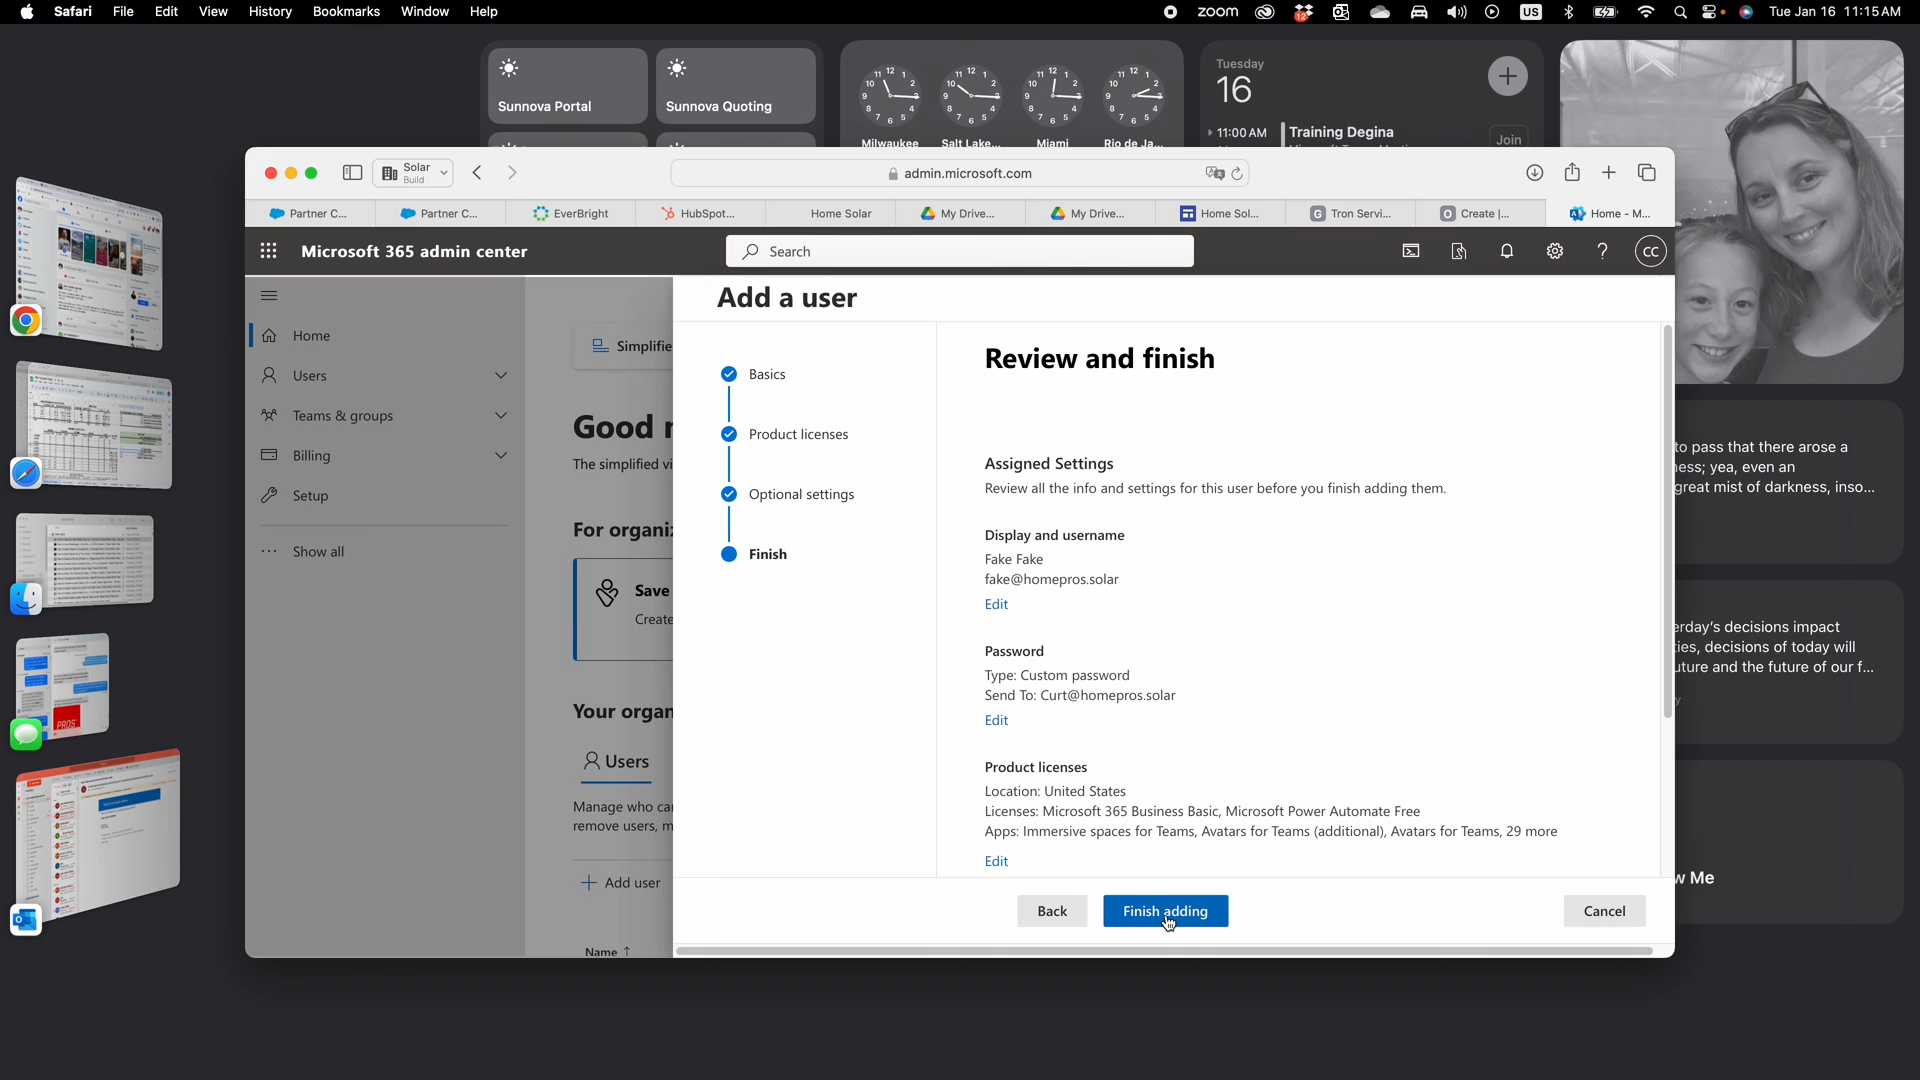 Safari File Edit View History Bookmarks Window Help
zoom 12 US Tue Jan 16 11:15 AM
Sunnova Portal
Sunnova Quoting
Milwaukee Salt Lake... Miami Rio de Ja...
Tuesday
16
11:00 AM Training Degina
Join
Solar
Build
admin.microsoft.com
Partner C... Partner C... EverBright HubSpot... Home Solar My Drive... My Drive... Home Sol... Tron Servi... Create |... Home - M...
Microsoft 365 admin center
Search
CC
Home
Users
Teams & groups
Billing
Setup
Show all
Simplifie
Good
The simplified vi
For organi
Save
Create
Your organ
Users
Manage who ca
remove users, m
Add user
Name ↑
Add a user
Basics
Product licenses
Optional settings
Finish
Review and finish
Assigned Settings
Review all the info and settings for this user before you finish adding them.
Display and username
Fake Fake
fake@homepros.solar
Edit
Password
Type: Custom password
Send To: Curt@homepros.solar
Edit
Product licenses
Location: United States
Licenses: Microsoft 365 Business Basic, Microsoft Power Automate Free
Apps: Immersive spaces for Teams, Avatars for Teams (additional), Avatars for Teams, 29 more
Edit
Back
Finish adding
Cancel
to pass that there arose a
ness; yea, even an
great mist of darkness, inso...
erday's decisions impact
ties, decisions of today will
uture and the future of our f...
w Me
PROS